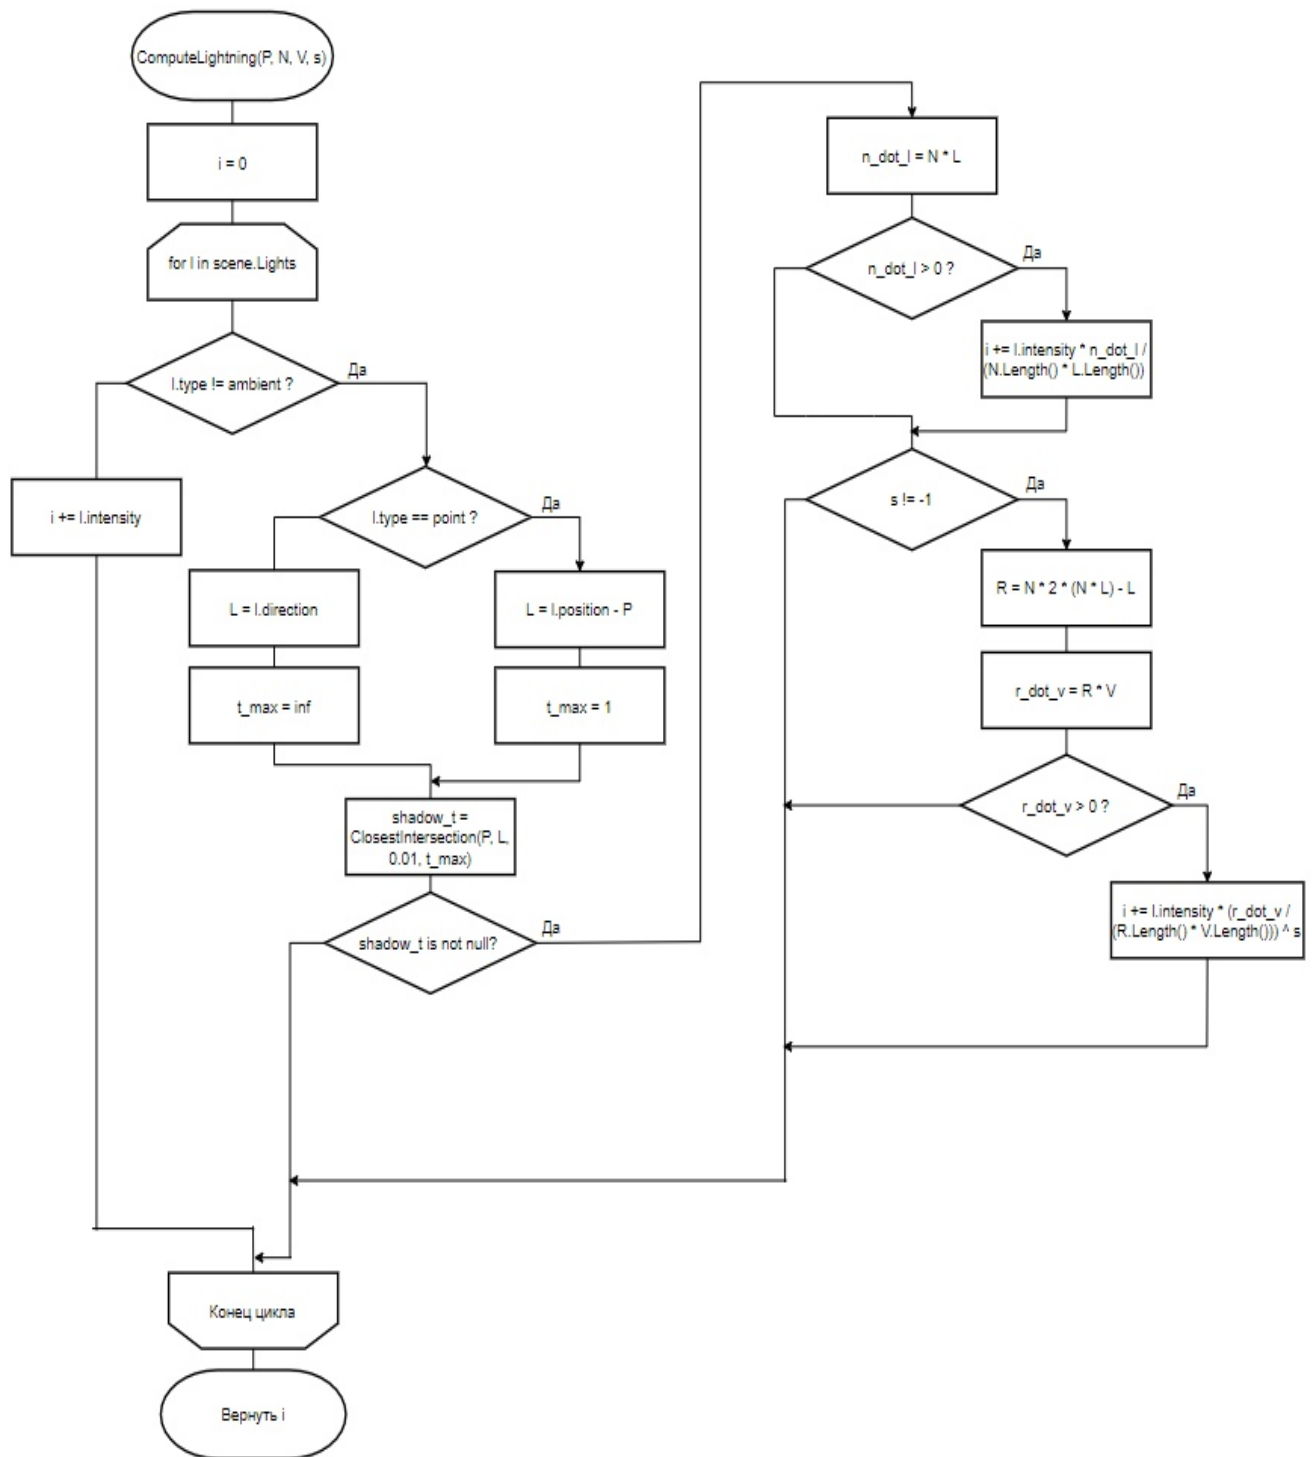 ComputeLightning(P, N, V, s)
i = 0
for l in scene.Lights
l.type != ambient ?
Да
i += l.intensity
l.type == point ?
Да
L = l.direction
L = l.position - P
t_max = inf
t_max = 1
shadow_t =
ClosestIntersection(P, L,
0.01, t_max)
shadow_t is not null?
Да
n_dot_l = N * L
n_dot_l > 0 ?
Да
i += l.intensity * n_dot_l /
(N.Length() * L.Length())
s != -1
Да
R = N * 2 * (N * L) - L
r_dot_v = R * V
r_dot_v > 0 ?
Да
i += l.intensity * (r_dot_v /
(R.Length() * V.Length())) ^ s
Конец цикла
Вернуть i